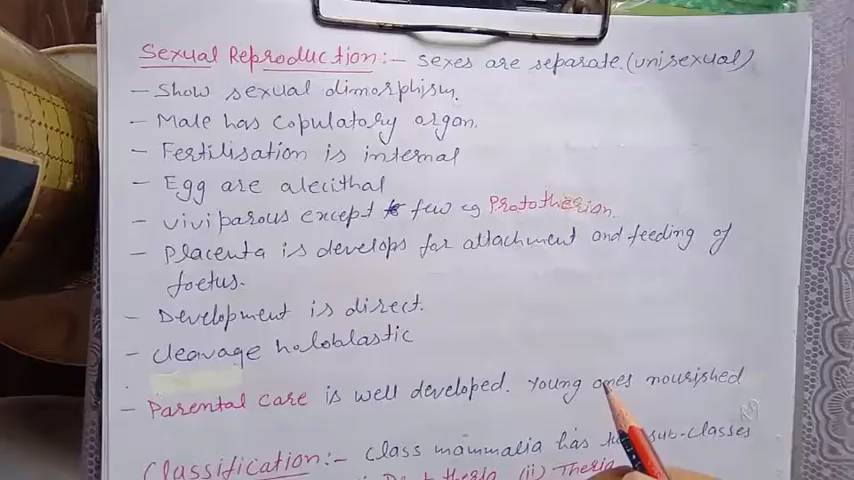 Sexual Reproduction:- Sexes are separate.(unisexual)
- Show sexual dimorphism.
- Male has copulatory organ.
- Fertilisation is internal
- Egg are alecithal
- viviparous except few eg Prototherian.
- Placenta is develops for attachment and feeding of
foetus.
- Development is direct.
- Cleavage holoblastic
- Parental care is well developed. Young ones nourished
Classification:- Class mammalia has sub-classes
(ii) Theria